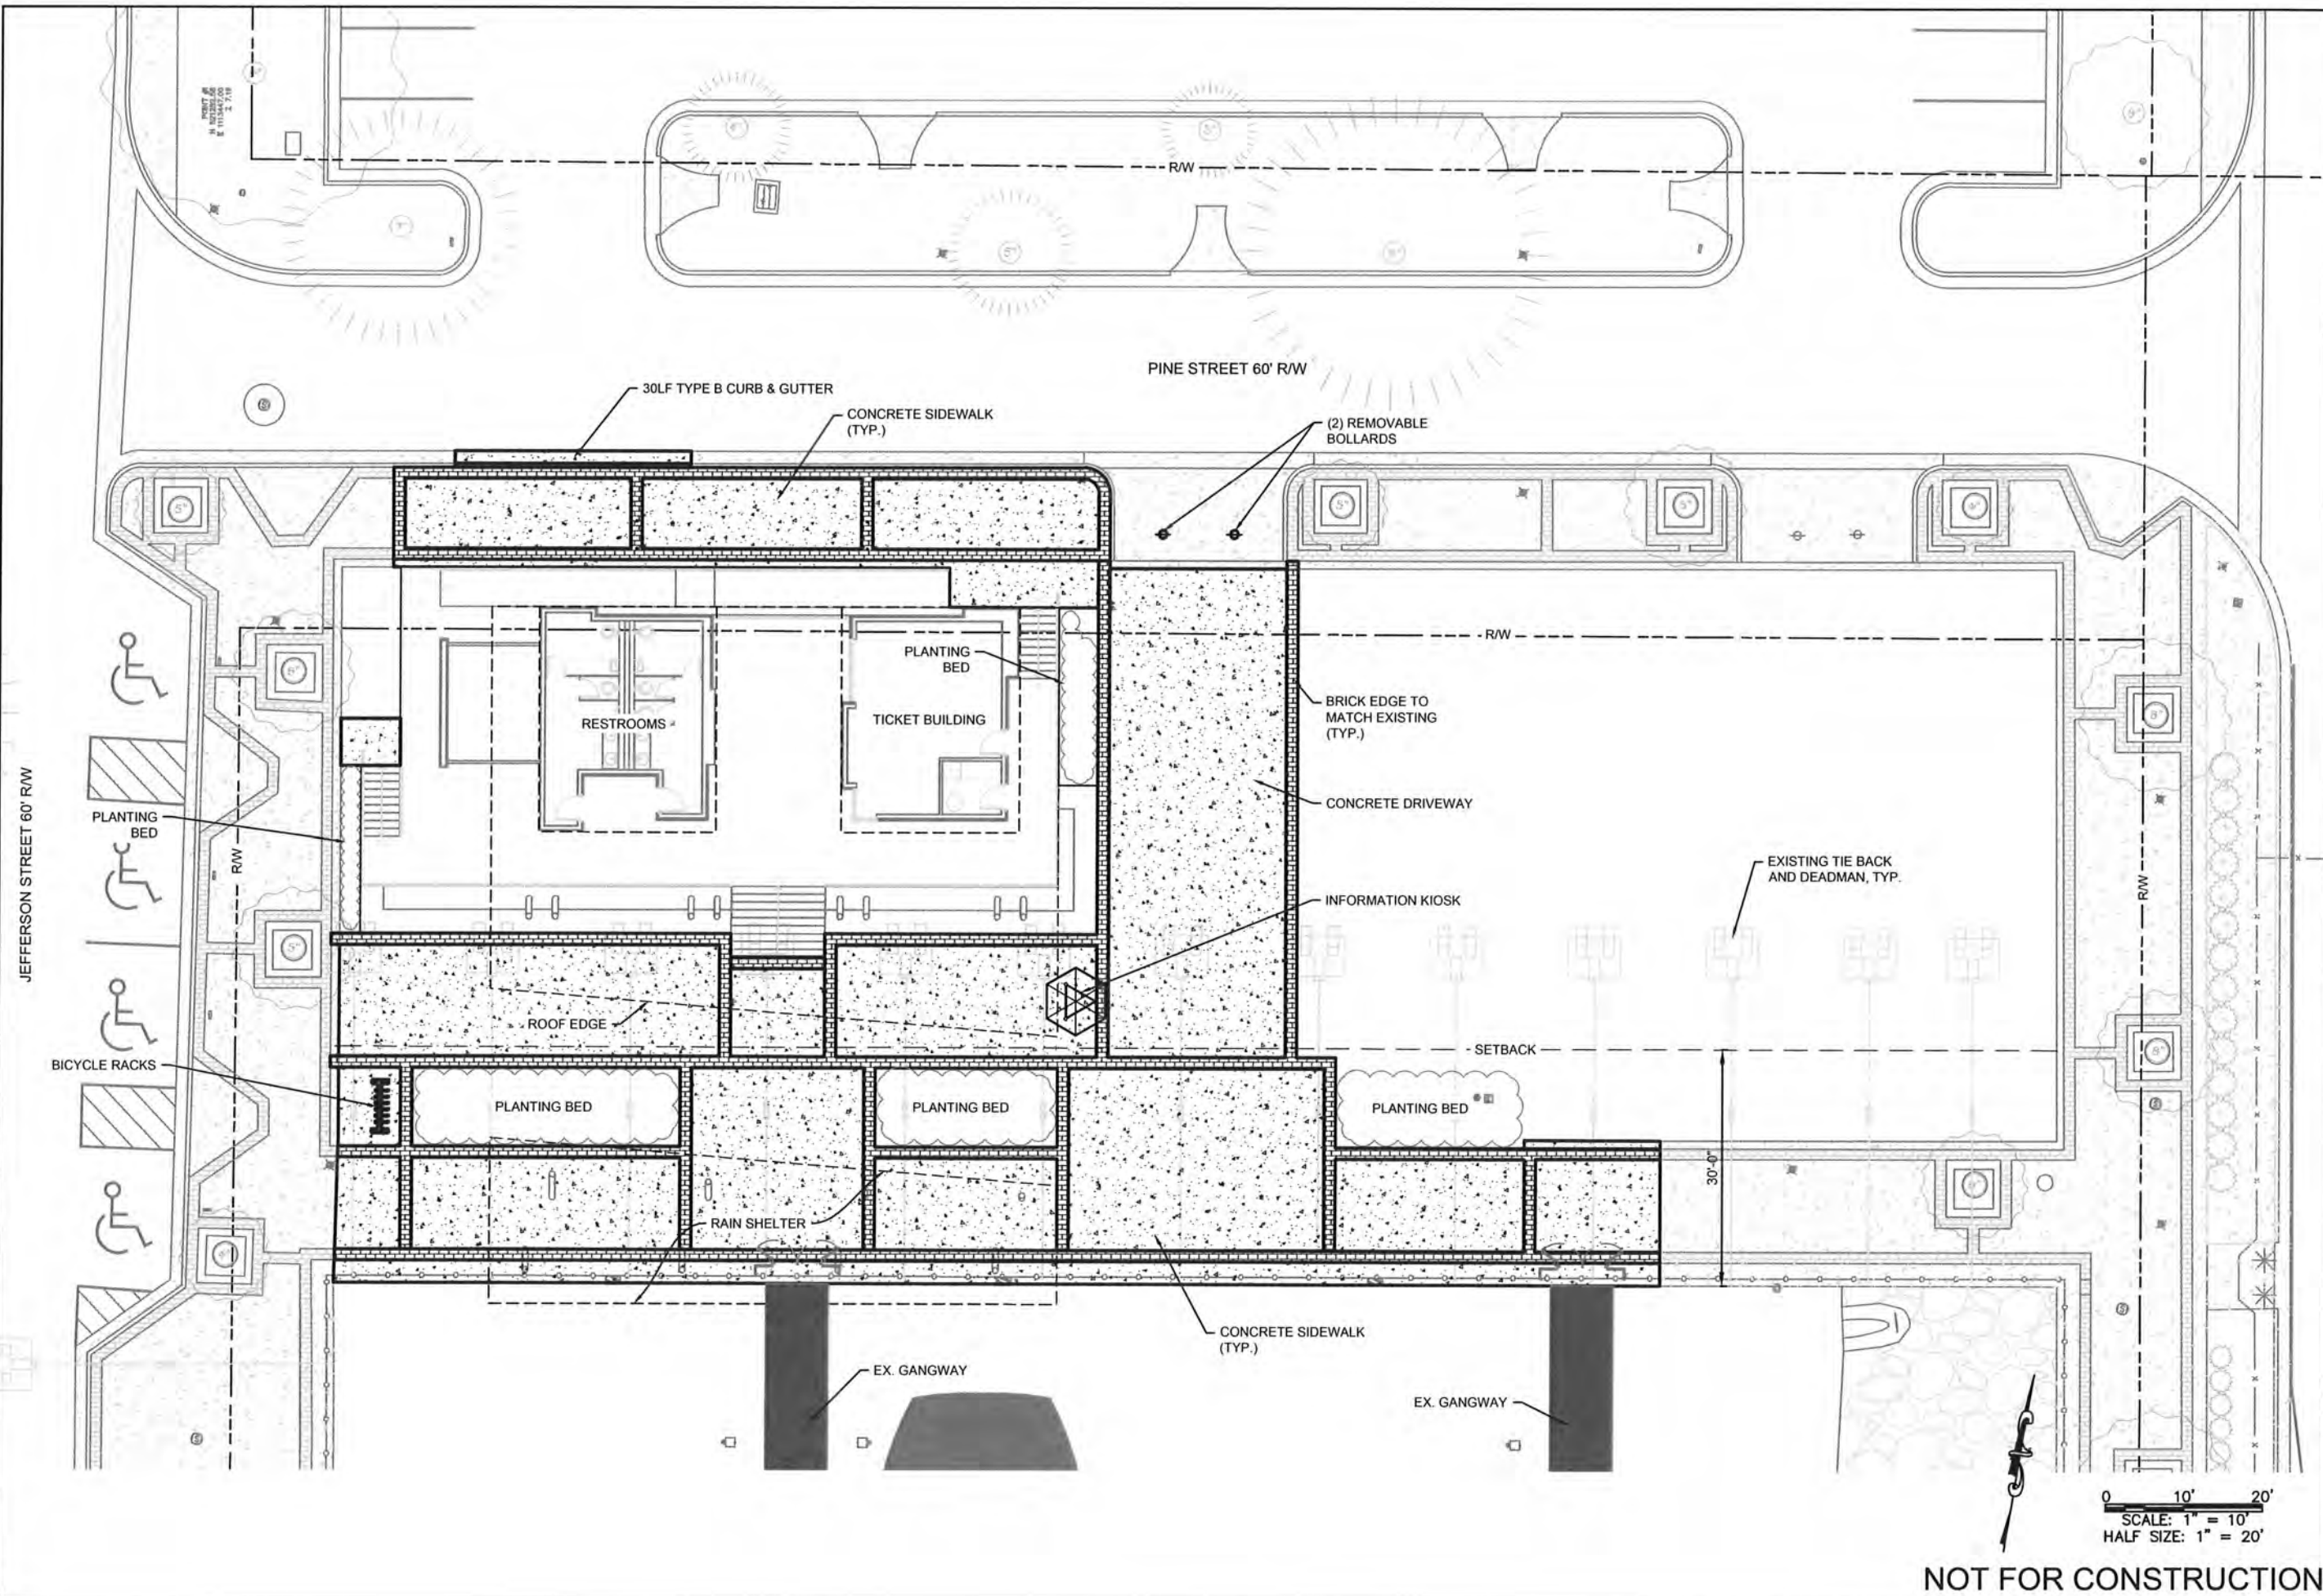 R/W
PINE STREET 60' R/W
30LF TYPE B CURB & GUTTER
CONCRETE SIDEWALK
(TYP.)
(2) REMOVABLE
BOLLARDS
R/W
PLANTING
BED
RESTROOMS
TICKET BUILDING
BRICK EDGE TO
MATCH EXISTING
(TYP.)
CONCRETE DRIVEWAY
JEFFERSON STREET 60' R/W
PLANTING
BED
R/W
EXISTING TIE BACK
AND DEADMAN, TYP.
R/W
INFORMATION KIOSK
ROOF EDGE
SETBACK
BICYCLE RACKS
PLANTING BED
PLANTING BED
PLANTING BED
30'-0"
RAIN SHELTER
CONCRETE SIDEWALK
(TYP.)
EX. GANGWAY
EX. GANGWAY
0 10' 20'
SCALE: 1" = 10'
HALF SIZE: 1" = 20'
NOT FOR CONSTRUCTION